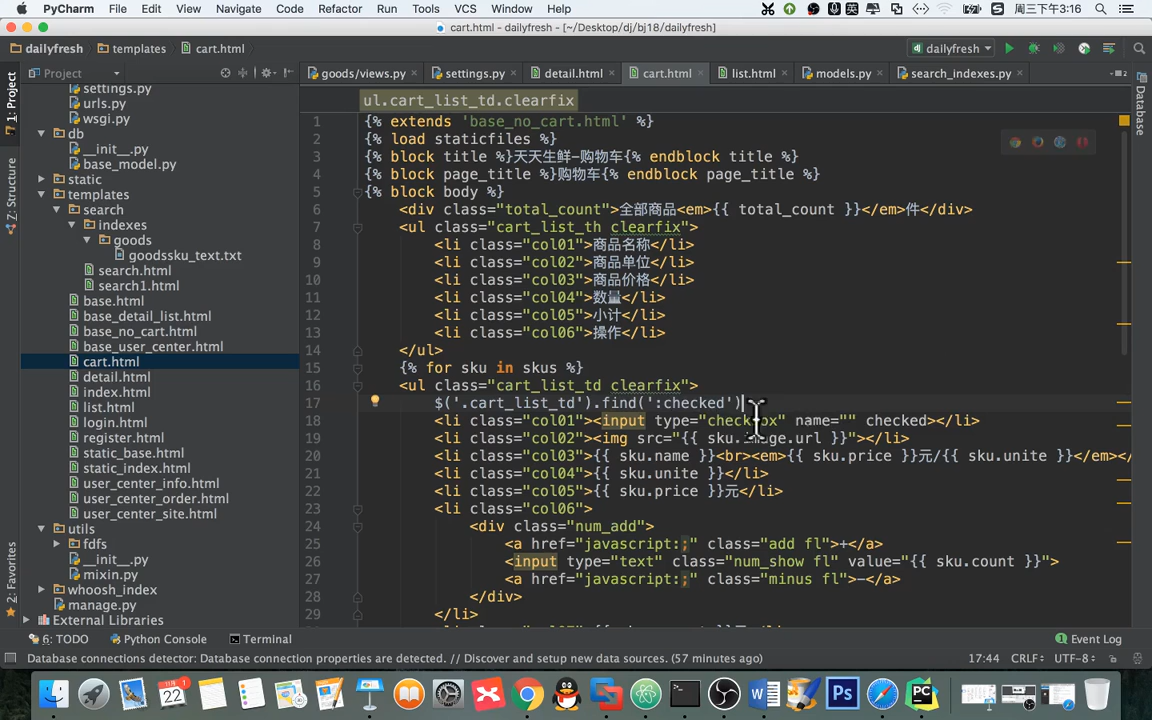 PyCharm File Edit View Navigate Code Refactor Run Tools VCS Window Help 英 周三下午3:16
cart.html - dailyfresh - [~/Desktop/dj/bj18/dailyfresh]
dailyfresh templates cart.html dailyfresh
Project goods/views.py settings.py detail.html cart.html list.html models.py search_indexes.py
1: Project
Z: Structure
2: Favorites
Database
settings.py
urls.py
wsgi.py
db
__init__.py
base_model.py
static
templates
search
indexes
goods
goodssku_text.txt
search.html
search1.html
base.html
base_detail_list.html
base_no_cart.html
base_user_center.html
cart.html
detail.html
index.html
list.html
login.html
register.html
static_base.html
static_index.html
user_center_info.html
user_center_order.html
user_center_site.html
utils
fdfs
__init__.py
mixin.py
whoosh_index
manage.py
External Libraries
ul.cart_list_td.clearfix
1 {% extends 'base_no_cart.html' %}
2 {% load staticfiles %}
3 {% block title %}天天生鲜-购物车{% endblock title %}
4 {% block page_title %}购物车{% endblock page_title %}
5 {% block body %}
6 <div class="total_count">全部商品<em>{{ total_count }}</em>件</div>
7 <ul class="cart_list_th clearfix">
8 <li class="col01">商品名称</li>
9 <li class="col02">商品单位</li>
10 <li class="col03">商品价格</li>
11 <li class="col04">数量</li>
12 <li class="col05">小计</li>
13 <li class="col06">操作</li>
14 </ul>
15 {% for sku in skus %}
16 <ul class="cart_list_td clearfix">
17 $('.cart_list_td').find(':checked')
18 <li class="col01"><input type="checkbox" name="" checked></li>
19 <li class="col02"><img src="{{ sku.image.url }}"></li>
20 <li class="col03">{{ sku.name }}<br><em>{{ sku.price }}元/{{ sku.unite }}</em></
21 <li class="col04">{{ sku.unite }}</li>
22 <li class="col05">{{ sku.price }}元</li>
23 <li class="col06">
24 <div class="num_add">
25 <a href="javascript:;" class="add fl">+</a>
26 <input type="text" class="num_show fl" value="{{ sku.count }}">
27 <a href="javascript:;" class="minus fl">-</a>
28 </div>
29 </li>
6: TODO Python Console Terminal Event Log
Database connections detector: Database connection properties are detected. // Discover and setup new data sources. (57 minutes ago) 17:44 CRLF: UTF-8: